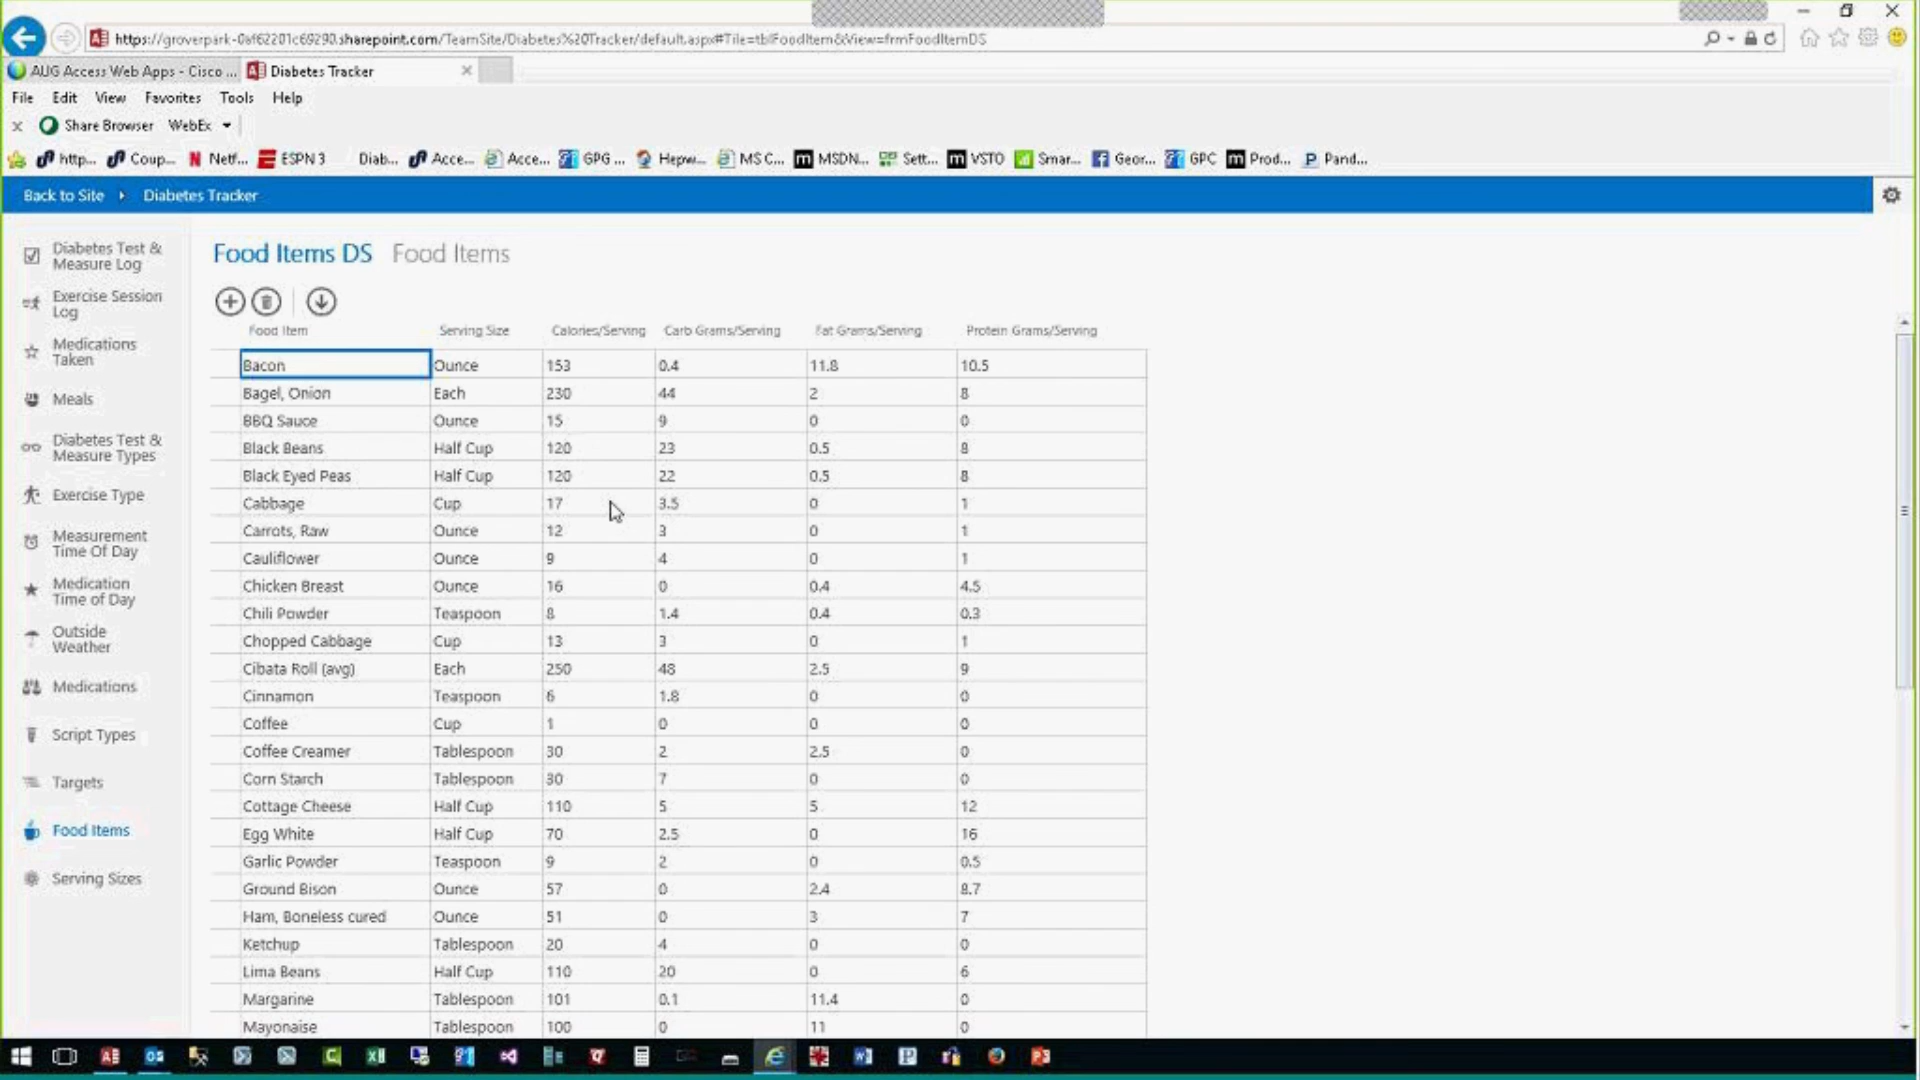 https://groverpark-0af62201c69290.sharepoint.com/TeamSite/Diabetes%20Tracker/default.aspx#Tile=tblFoodItem&View=frmFoodItemDS
AUG Access Web Apps - Cisco ... Diabetes Tracker
File Edit View Favorites Tools Help
x Share Browser WebEx
http... Coup... Netf... ESPN 3 Diab... Acce... Acce... GPG ... Hepw... MS C... MSDN... Sett... VSTO Smar... Geor... GPC Prod... Pand...
Back to Site Diabetes Tracker
Diabetes Test &
Measure Log
Exercise Session
Log
Medications
Taken
Meals
Diabetes Test &
Measure Types
Exercise Type
Measurement
Time Of Day
Medication
Time of Day
Outside
Weather
Medications
Script Types
Targets
Food Items
Serving Sizes
Food Items DS Food Items
Food Item Serving Size Calories/Serving Carb Grams/Serving Fat Grams/Serving Protein Grams/Serving
Bacon Ounce 153 0.4 11.8 10.5
Bagel, Onion Each 230 44 2 8
BBQ Sauce Ounce 15 9 0 0
Black Beans Half Cup 120 23 0.5 8
Black Eyed Peas Half Cup 120 22 0.5 8
Cabbage Cup 17 3.5 0 1
Carrots, Raw Ounce 12 3 0 1
Cauliflower Ounce 9 4 0 1
Chicken Breast Ounce 16 0 0.4 4.5
Chili Powder Teaspoon 8 1.4 0.4 0.3
Chopped Cabbage Cup 13 3 0 1
Cibata Roll (avg) Each 250 48 2.5 9
Cinnamon Teaspoon 6 1.8 0 0
Coffee Cup 1 0 0 0
Coffee Creamer Tablespoon 30 2 2.5 0
Corn Starch Tablespoon 30 7 0 0
Cottage Cheese Half Cup 110 5 5 12
Egg White Half Cup 70 2.5 0 16
Garlic Powder Teaspoon 9 2 0 0.5
Ground Bison Ounce 57 0 2.4 8.7
Ham, Boneless cured Ounce 51 0 3 7
Ketchup Tablespoon 20 4 0 0
Lima Beans Half Cup 110 20 0 6
Margarine Tablespoon 101 0.1 11.4 0
Mayonaise Tablespoon 100 0 11 0